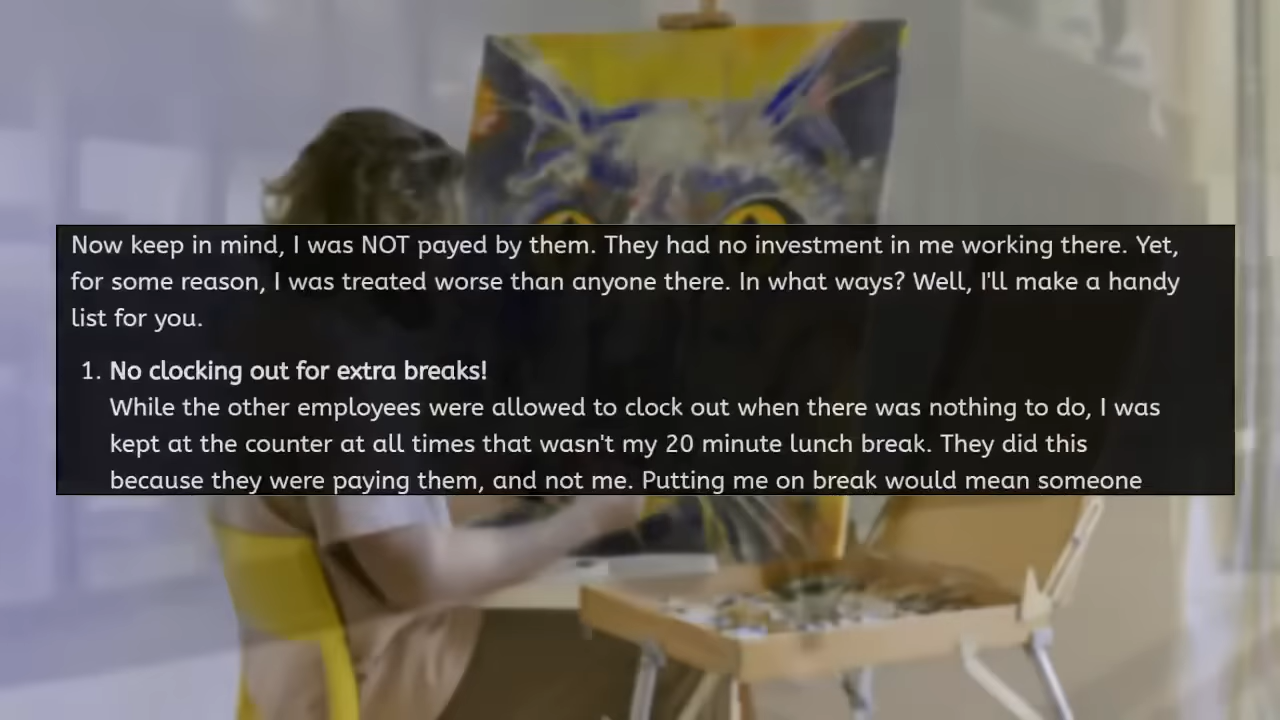 Now keep in mind, I was NOT payed by them. They had no investment in me working there. Yet,
for some reason, I was treated worse than anyone there. In what ways? Well, I'll make a handy
list for you.
1. No clocking out for extra breaks!
While the other employees were allowed to clock out when there was nothing to do, I was
kept at the counter at all times that wasn't my 20 minute lunch break. They did this
because they were paying them, and not me. Putting me on break would mean someone